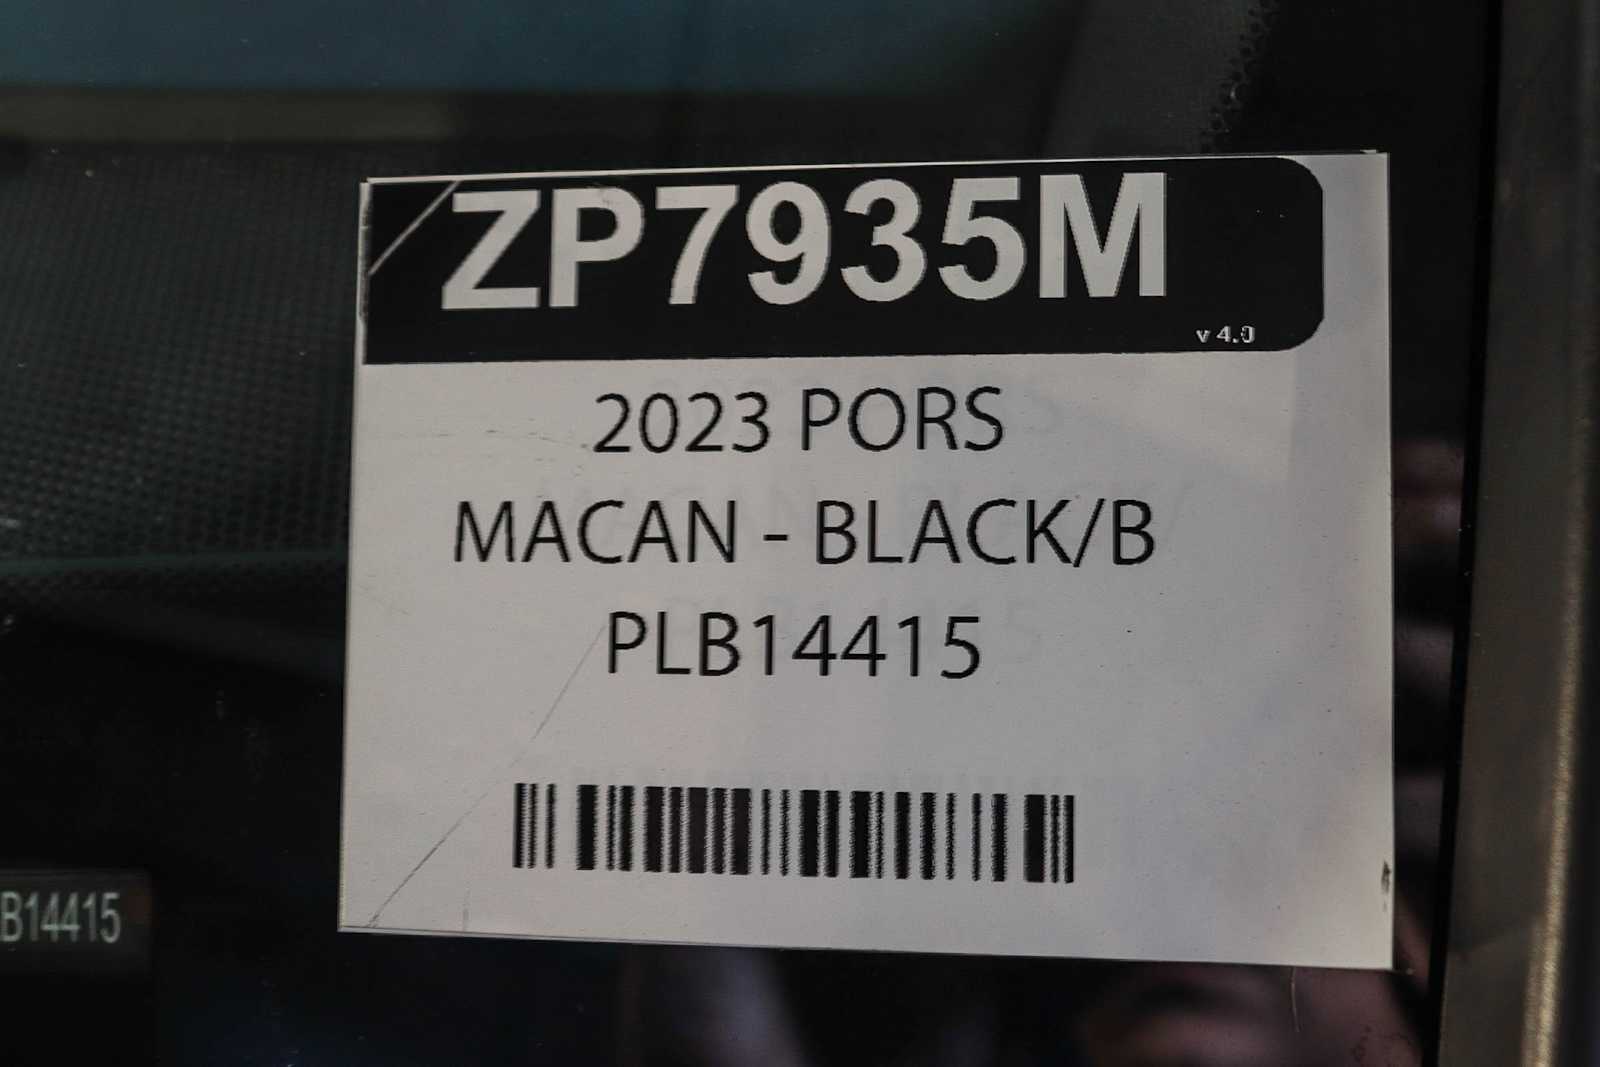 ZP7935M
v 4.0
2023 PORS
MACAN - BLACK/B
PLB14415
B14415